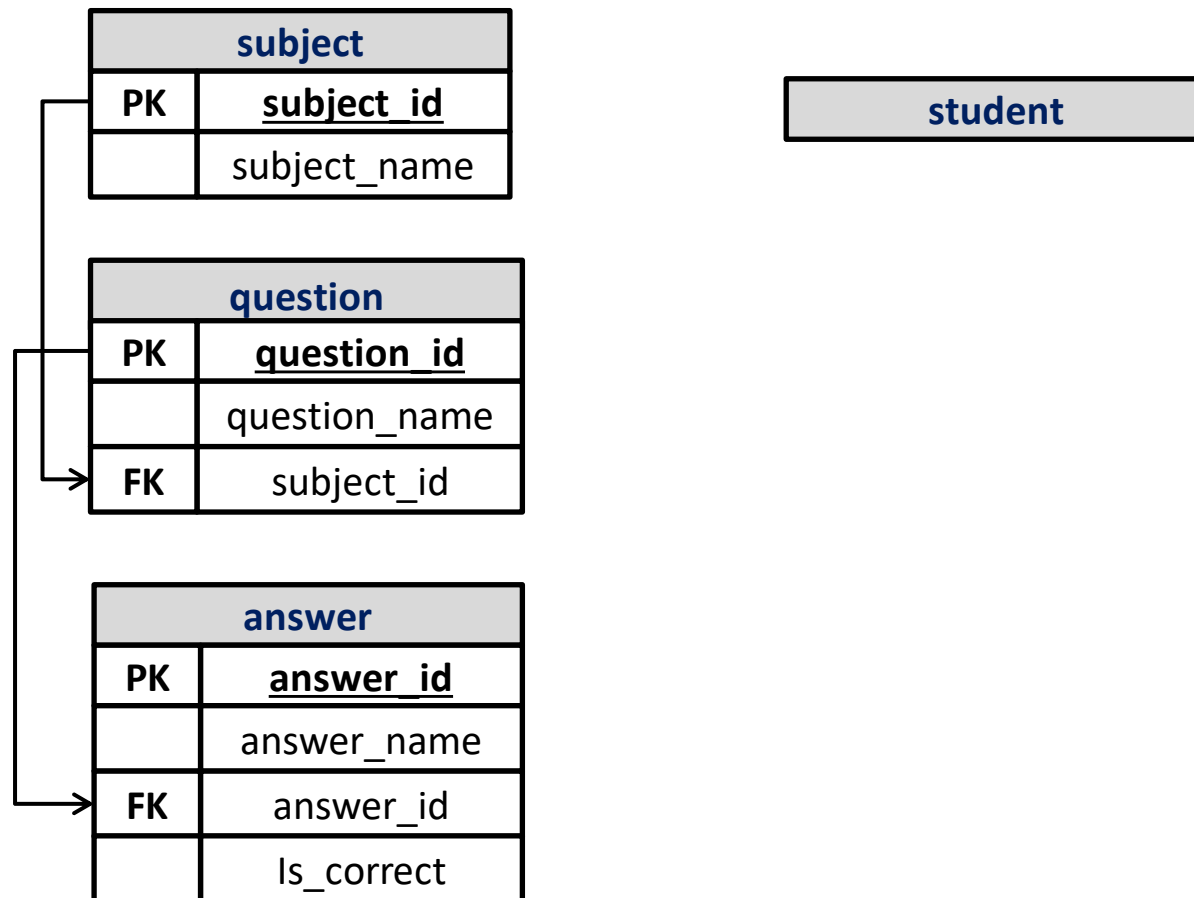 subject
PK subject_id
subject_name
student
question
PK question_id
question_name
FK subject_id
answer
PK answer_id
answer_name
FK answer_id
Is_correct